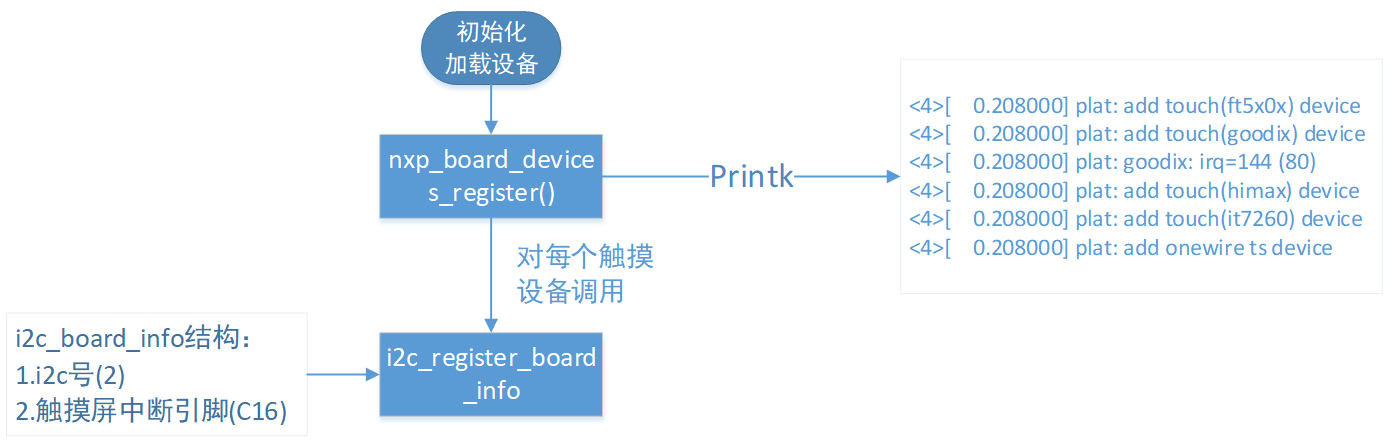 初始化
加载设备
nxp_board_device
s_register()
Printk
<4>[    0.208000] plat: add touch(ft5x0x) device
<4>[    0.208000] plat: add touch(goodix) device
<4>[    0.208000] plat: goodix: irq=144 (80)
<4>[    0.208000] plat: add touch(himax) device
<4>[    0.208000] plat: add touch(it7260) device
<4>[    0.208000] plat: add onewire ts device
对每个触摸
设备调用
i2c_board_info结构：
1.i2c号(2)
2.触摸屏中断引脚(C16)
i2c_register_board
_info